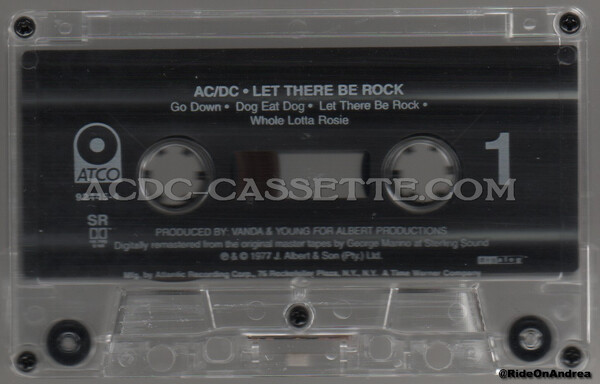 AC/DC • LET THERE BE ROCK
Go Down • Dog Eat Dog • Let There Be Rock •
Whole Lotta Rosie
1
ATCO
ACDC-CASSETTE.COM
SR
PRODUCED BY: VANDA & YOUNG FOR ALBERT PRODUCTIONS
Digitally remastered from the original master tapes by George Marino at Sterling Sound
℗ & © 1977 J. Albert & Son (Pty.) Ltd.
Mfg. by Atlantic Recording Corp., 75 Rockefeller Plaza, N.Y., N.Y. A Time Warner Company
@RideOnAndrea